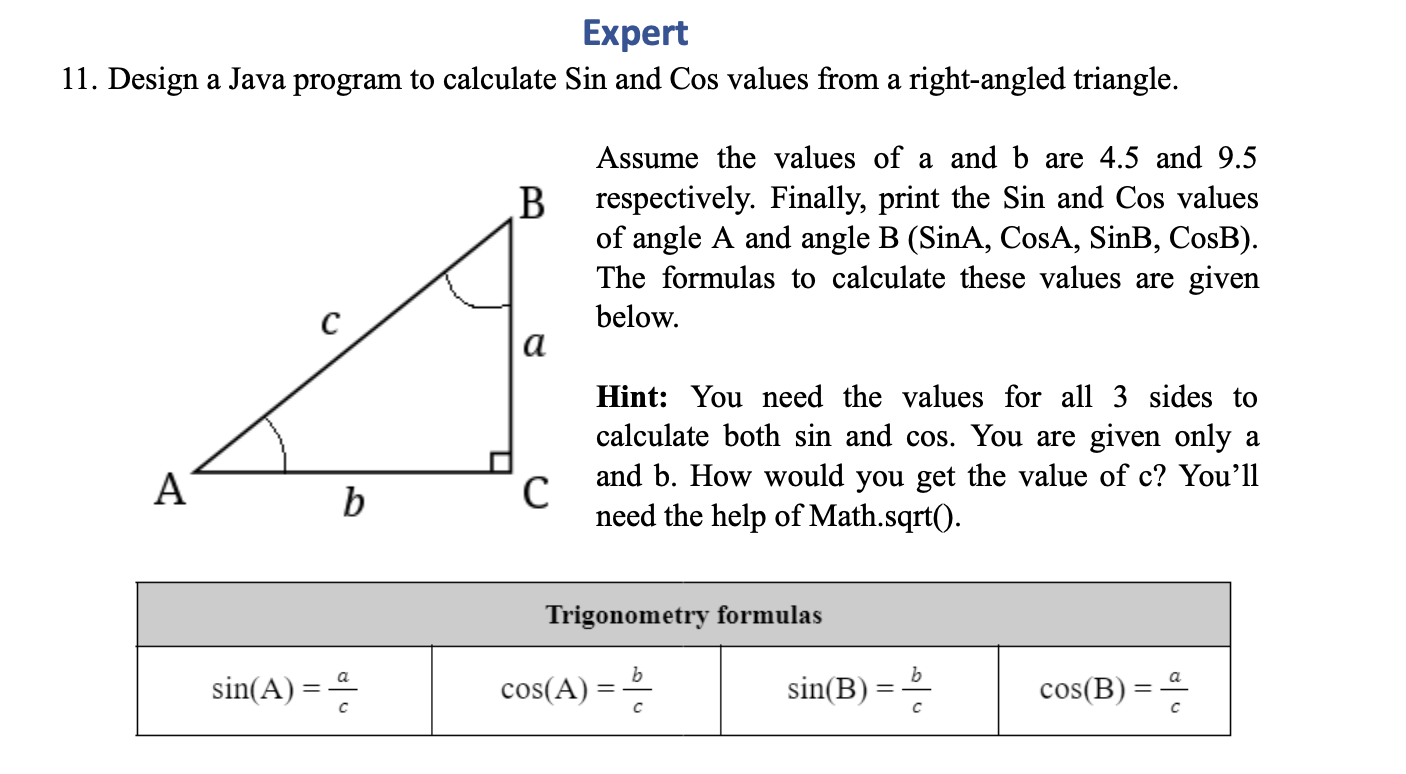 Expert
11. Design a Java program to calculate Sin and Cos values from a right-angled triangle.
Assume the values of a and b are 4.5 and 9.5
respectively. Finally, print the Sin and Cos values
of angle A and angle B (SinA, CosA, SinB, CosB).
The formulas to calculate these values are given
below.
Hint: You need the values for all 3 sides to
calculate both sin and cos. You are given only a
and b. How would you get the value of c? You’ll
need the help of Math.sqrt().
B
c
a
A
b
C
Trigonometry formulas
sin(A) = a/c
cos(A) = b/c
sin(B) = b/c
cos(B) = a/c